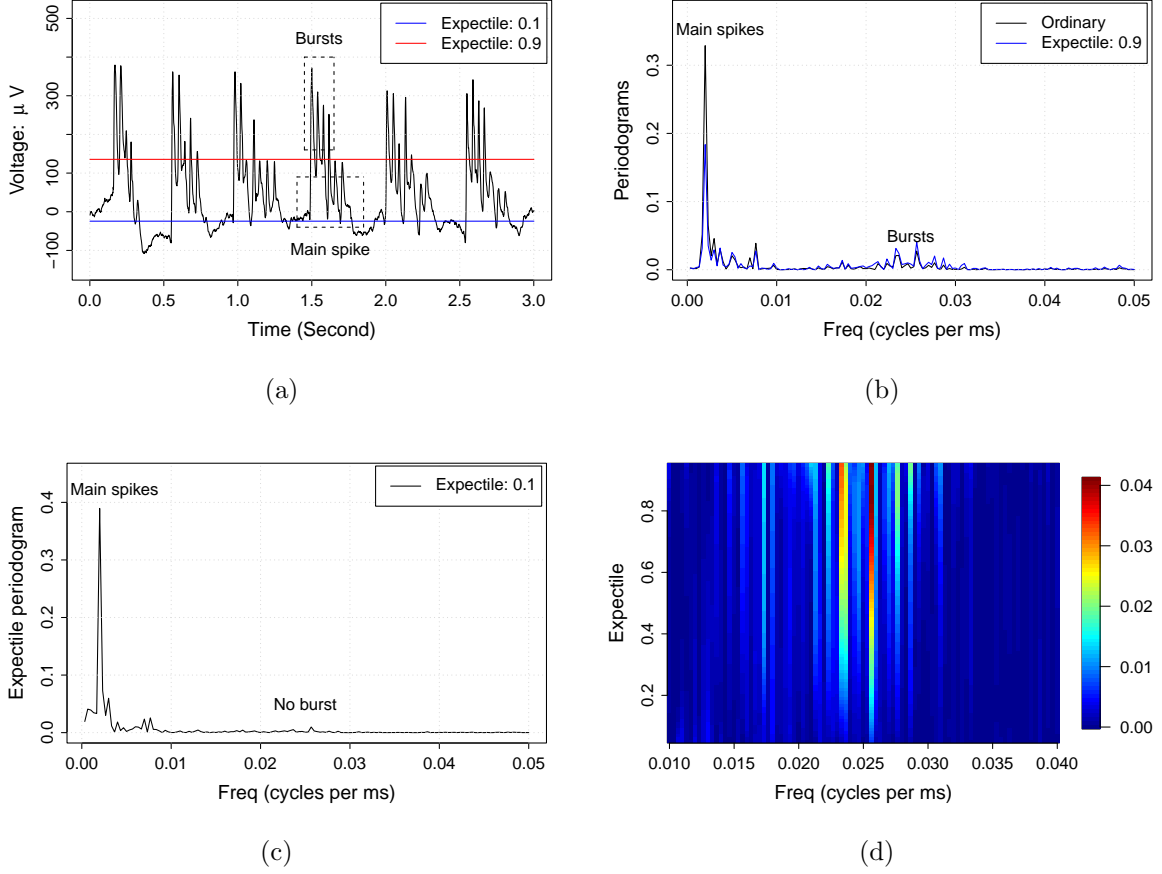 Expectile: 0.1
Expectile: 0.9
Bursts
Main spike
Voltage: μ V
−100 0 100 300 500
0.0 0.5 1.0 1.5 2.0 2.5 3.0
Time (Second)
(a)
Ordinary
Expectile: 0.9
Main spikes
Bursts
Periodograms
0.0 0.1 0.2 0.3
0.00 0.01 0.02 0.03 0.04 0.05
Freq (cycles per ms)
(b)
Expectile: 0.1
Main spikes
No burst
Expectile periodogram
0.0 0.1 0.2 0.3 0.4
0.00 0.01 0.02 0.03 0.04 0.05
Freq (cycles per ms)
(c)
Expectile
0.2 0.4 0.6 0.8
0.010 0.015 0.020 0.025 0.030 0.035 0.040
Freq (cycles per ms)
0.04
0.03
0.02
0.01
0.00
(d)